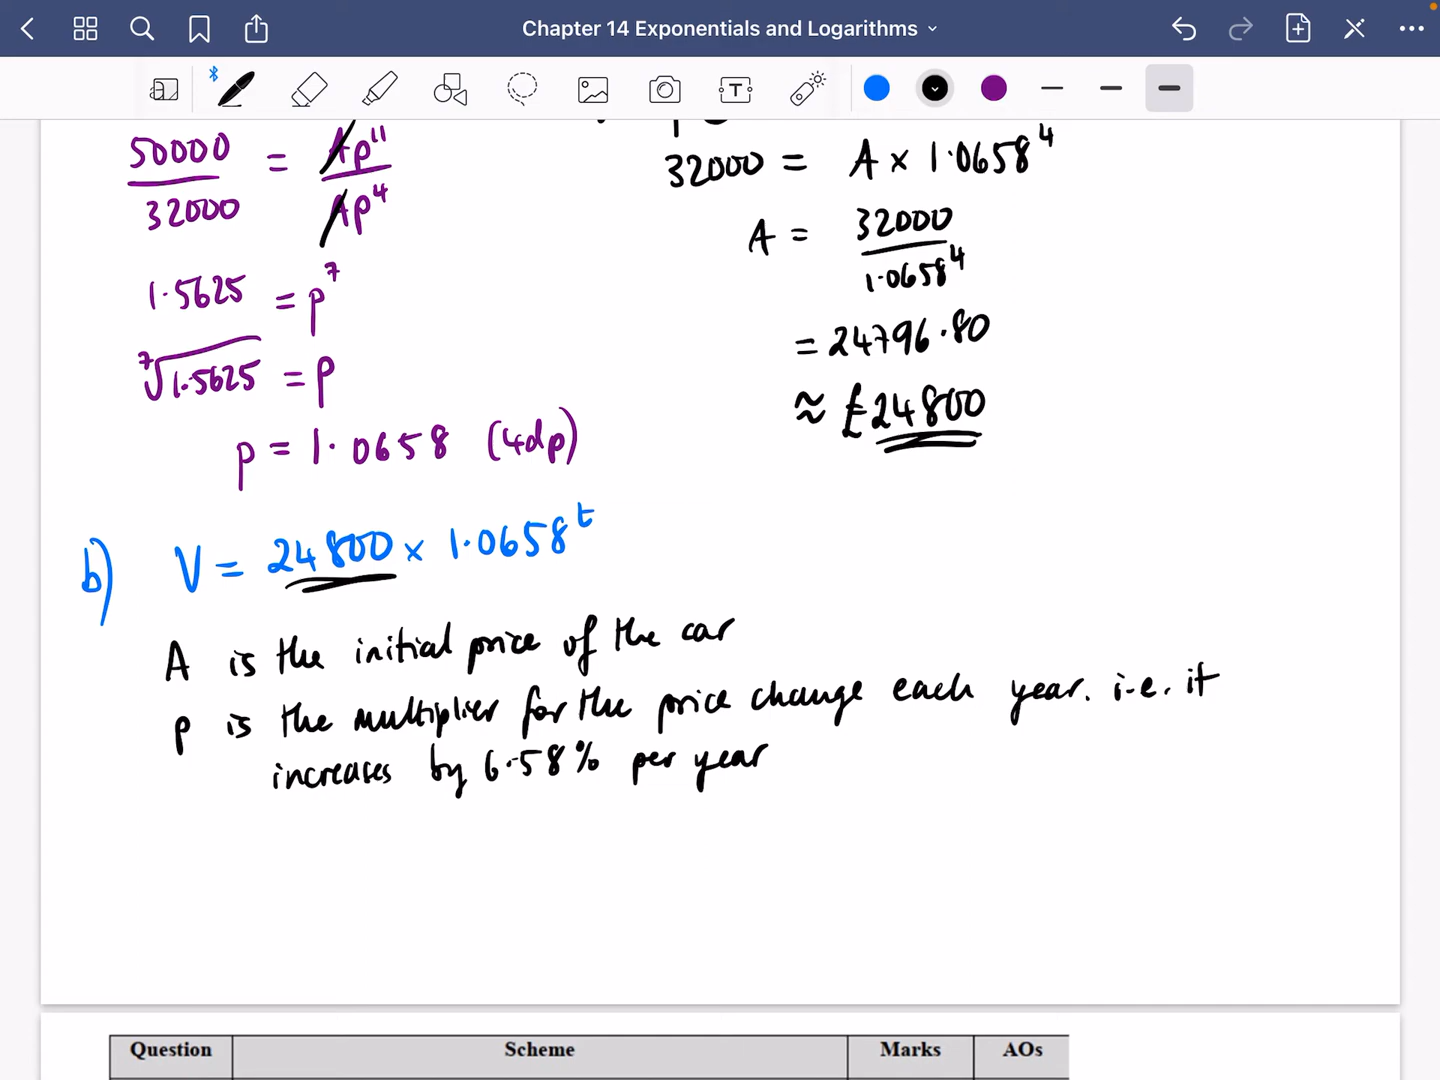 Chapter 14 Exponentials and Logarithms
50000/32000 = Ap^11/Ap^4
1.5625 = p^7
⁷√1.5625 = p
p = 1.0658 (4dp)
32000 = A × 1.0658^4
A = 32000/1.0658^4
= 24796.80
≈ £24800
b) V = 24800 × 1.0658^t
A is the initial price of the car
p is the multiplier for the price change each year. i.e. it
increases by 6.58% per year
Question Scheme Marks AOs